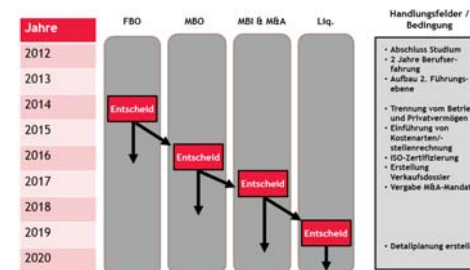 Jahre
FBO
MBO
MBI & M&A
Liq.
Handlungsfelder /
Bedingung
2012
2013
2014
2015
2016
2017
2018
2019
2020
Entscheid
Entscheid
Entscheid
Entscheid
• Abschluss Studium
• 2 Jahre Berufser-
fahrung
• Aufbau 2. Führungs-
ebene
• Trennung vom Betrie
und Privatvermögen
• Einführung von
Kostenarten/-
stellenrechnung
• ISO-Zertifizierung
• Erstellung
Verkaufsdossier
• Vergabe M&A-Mandat
• Detailplanung erstell